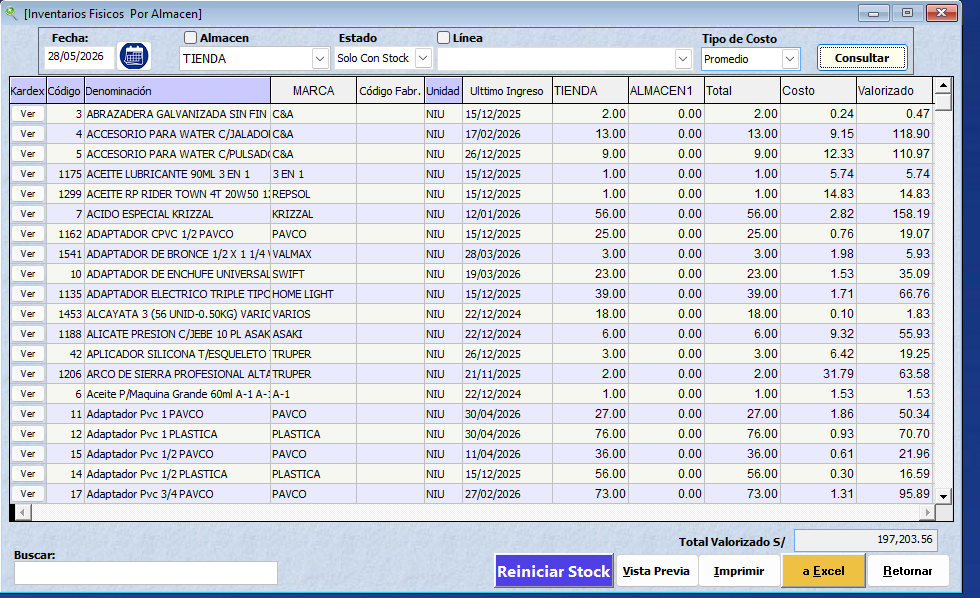 [Inventarios Fisicos Por Almacen]
Fecha: Almacen Estado Línea Tipo de Costo
28/05/2026 TIENDA Solo Con Stock Promedio Consultar
Kardex Código Denominación MARCA Código Fabr. Unidad Ultimo Ingreso TIENDA ALMACEN1 Total Costo Valorizado
Ver 3 ABRAZADERA GALVANIZADA SIN FIN C&A NIU 15/12/2025 2.00 0.00 2.00 0.24 0.47
Ver 4 ACCESORIO PARA WATER C/JALADO C&A NIU 17/02/2026 13.00 0.00 13.00 9.15 118.90
Ver 5 ACCESORIO PARA WATER C/PULSAD C&A NIU 26/12/2025 9.00 0.00 9.00 12.33 110.97
Ver 1175 ACEITE LUBRICANTE 90ML 3 EN 1 3 EN 1 NIU 15/12/2025 1.00 0.00 1.00 5.74 5.74
Ver 1299 ACEITE RP RIDER TOWN 4T 20W50 12 REPSOL NIU 15/12/2025 1.00 0.00 1.00 14.83 14.83
Ver 7 ACIDO ESPECIAL KRIZZAL KRIZZAL NIU 12/01/2026 56.00 0.00 56.00 2.82 158.19
Ver 1162 ADAPTADOR CPVC 1/2 PAVCO PAVCO NIU 15/12/2025 25.00 0.00 25.00 0.76 19.07
Ver 1541 ADAPTADOR DE BRONCE 1/2 X 1 1/4 VALMAX NIU 28/03/2026 3.00 0.00 3.00 1.98 5.93
Ver 10 ADAPTADOR DE ENCHUFE UNIVERSAL SWIFT NIU 19/03/2026 23.00 0.00 23.00 1.53 35.09
Ver 1135 ADAPTADOR ELECTRICO TRIPLE TIPO HOME LIGHT NIU 15/12/2025 39.00 0.00 39.00 1.71 66.76
Ver 1453 ALCAYATA 3 (56 UNID-0.50KG) VARIO VARIOS NIU 22/12/2024 18.00 0.00 18.00 0.10 1.83
Ver 1188 ALICATE PRESION C/JEBE 10 PL ASAK ASAKI NIU 22/12/2024 6.00 0.00 6.00 9.32 55.93
Ver 42 APLICADOR SILICONA T/ESQUELETO TRUPER NIU 26/12/2025 3.00 0.00 3.00 6.42 19.25
Ver 1206 ARCO DE SIERRA PROFESIONAL ALTA TRUPER NIU 21/11/2025 2.00 0.00 2.00 31.79 63.58
Ver 6 Aceite P/Maquina Grande 60ml A-1 A-1 A-1 NIU 22/12/2024 1.00 0.00 1.00 1.53 1.53
Ver 11 Adaptador Pvc 1 PAVCO PAVCO NIU 30/04/2026 27.00 0.00 27.00 1.86 50.34
Ver 12 Adaptador Pvc 1 PLASTICA PLASTICA NIU 30/04/2026 76.00 0.00 76.00 0.93 70.70
Ver 15 Adaptador Pvc 1/2 PAVCO PAVCO NIU 11/04/2026 36.00 0.00 36.00 0.61 21.96
Ver 14 Adaptador Pvc 1/2 PLASTICA PLASTICA NIU 15/12/2025 56.00 0.00 56.00 0.30 16.59
Ver 17 Adaptador Pvc 3/4 PAVCO PAVCO NIU 27/02/2026 73.00 0.00 73.00 1.31 95.89
Total Valorizado S/ 197,203.56
Buscar:
Reiniciar Stock Vista Previa Imprimir a Excel Retornar